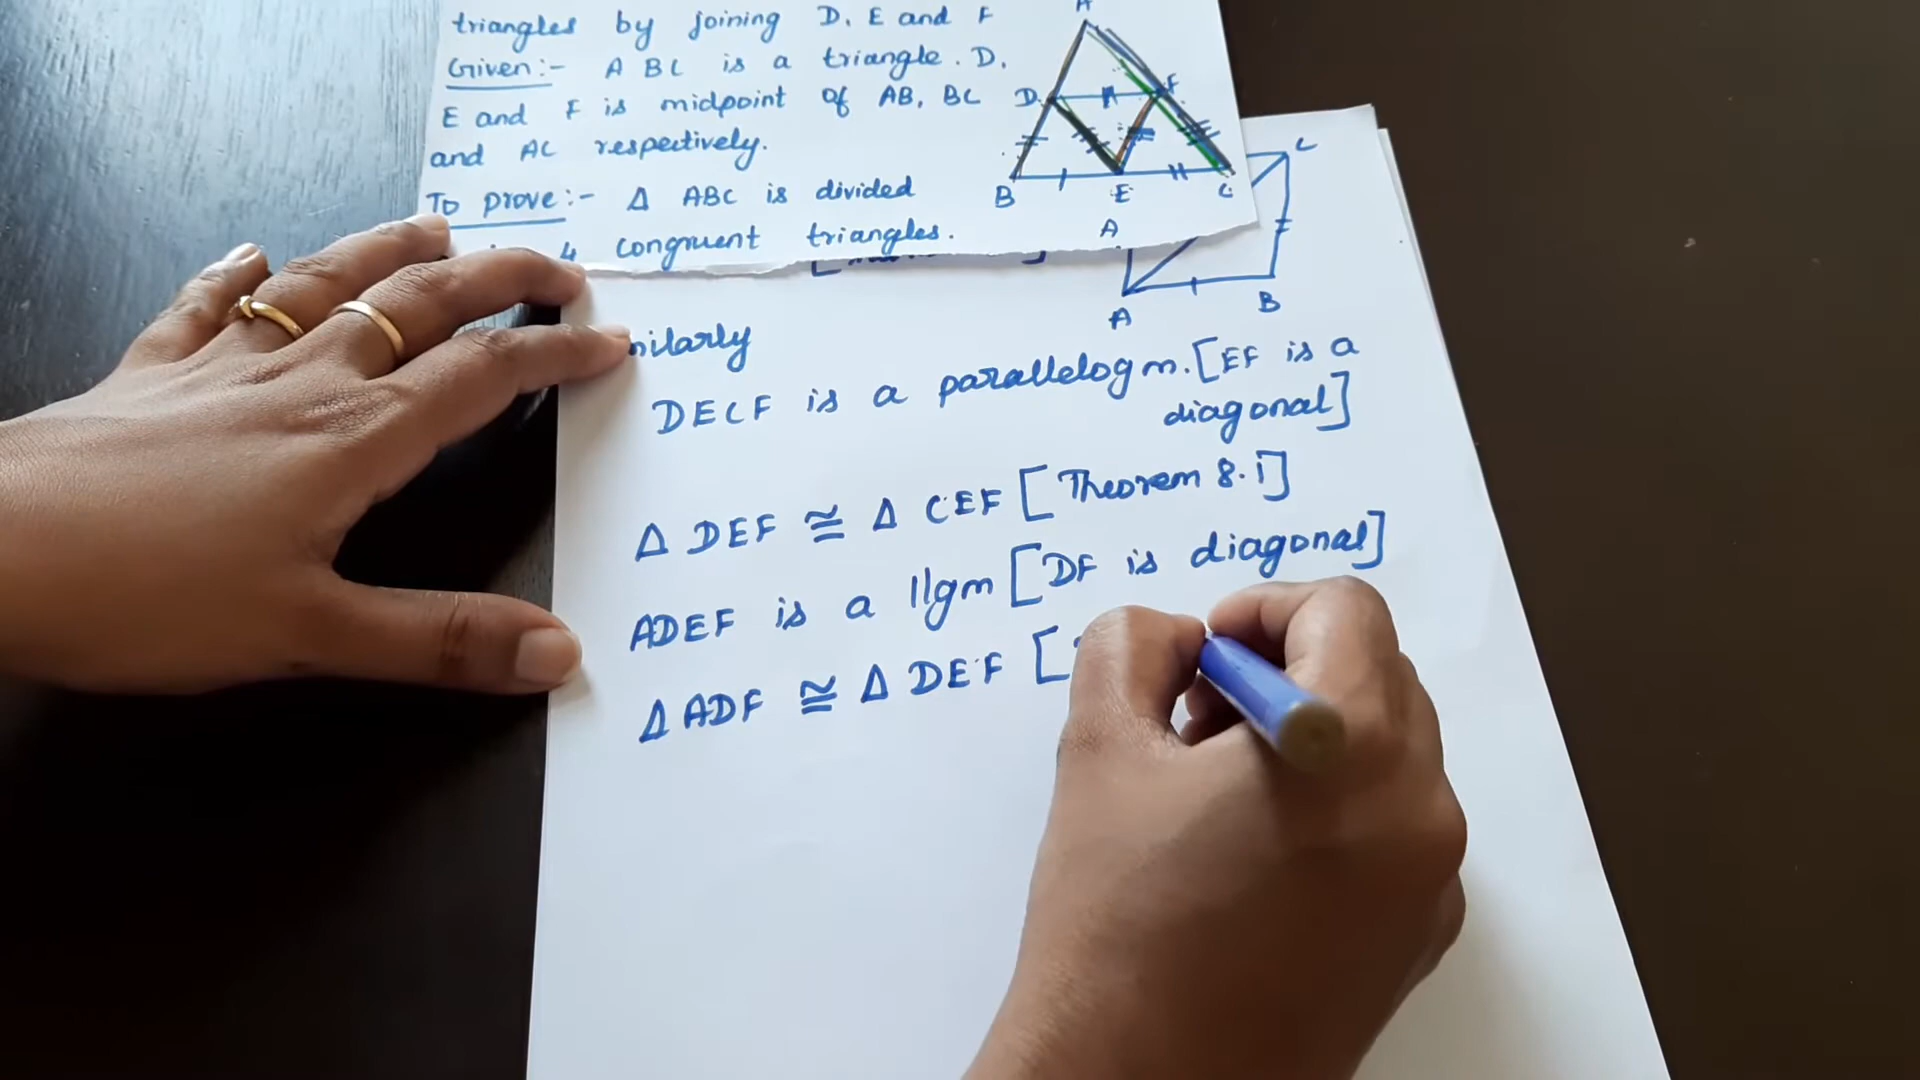 triangles by joining D, E and F
Given:- ABC is a triangle. D,
E and F is midpoint of AB, BC
and AC respectively.
To prove:- Δ ABC is divided
4 congruent triangles.
A
D
F
B
E
C
A
C
A
B
DECF is a parallelogm. [EF is a
diagonal]
Δ DEF ≅ Δ CEF [Theorem 8.1]
ADEF is a llgm [DF is diagonal]
Δ ADF ≅ Δ DEF [